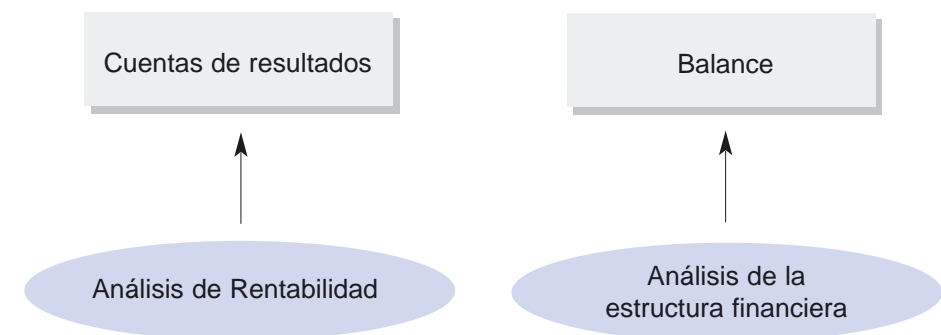 Cuentas de resultados
Balance
Análisis de Rentabilidad
Análisis de la
estructura financiera